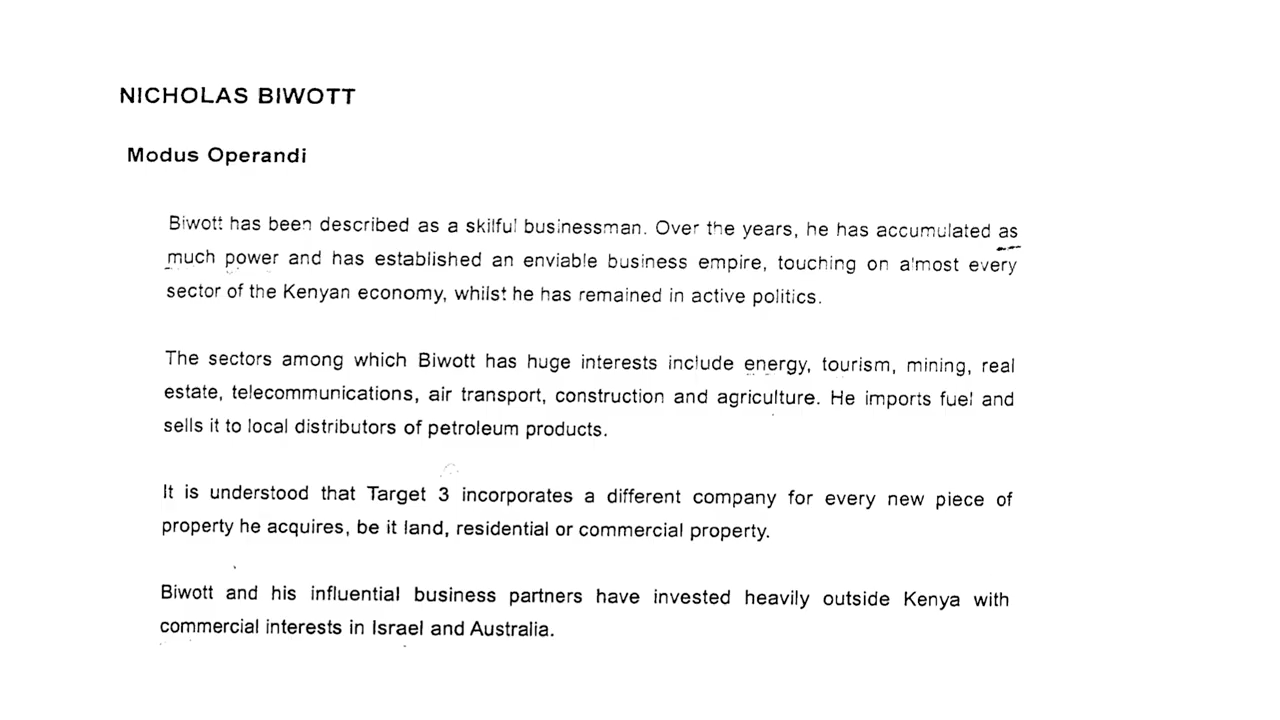 NICHOLAS BIWOTT
Modus Operandi
Biwott has been described as a skilful businessman. Over the years, he has accumulated as
much power and has established an enviable business empire, touching on almost every
sector of the Kenyan economy, whilst he has remained in active politics.
The sectors among which Biwott has huge interests include energy, tourism, mining, real
estate, telecommunications, air transport, construction and agriculture. He imports fuel and
sells it to local distributors of petroleum products.
It is understood that Target 3 incorporates a different company for every new piece of
property he acquires, be it land, residential or commercial property.
Biwott and his influential business partners have invested heavily outside Kenya with
commercial interests in Israel and Australia.